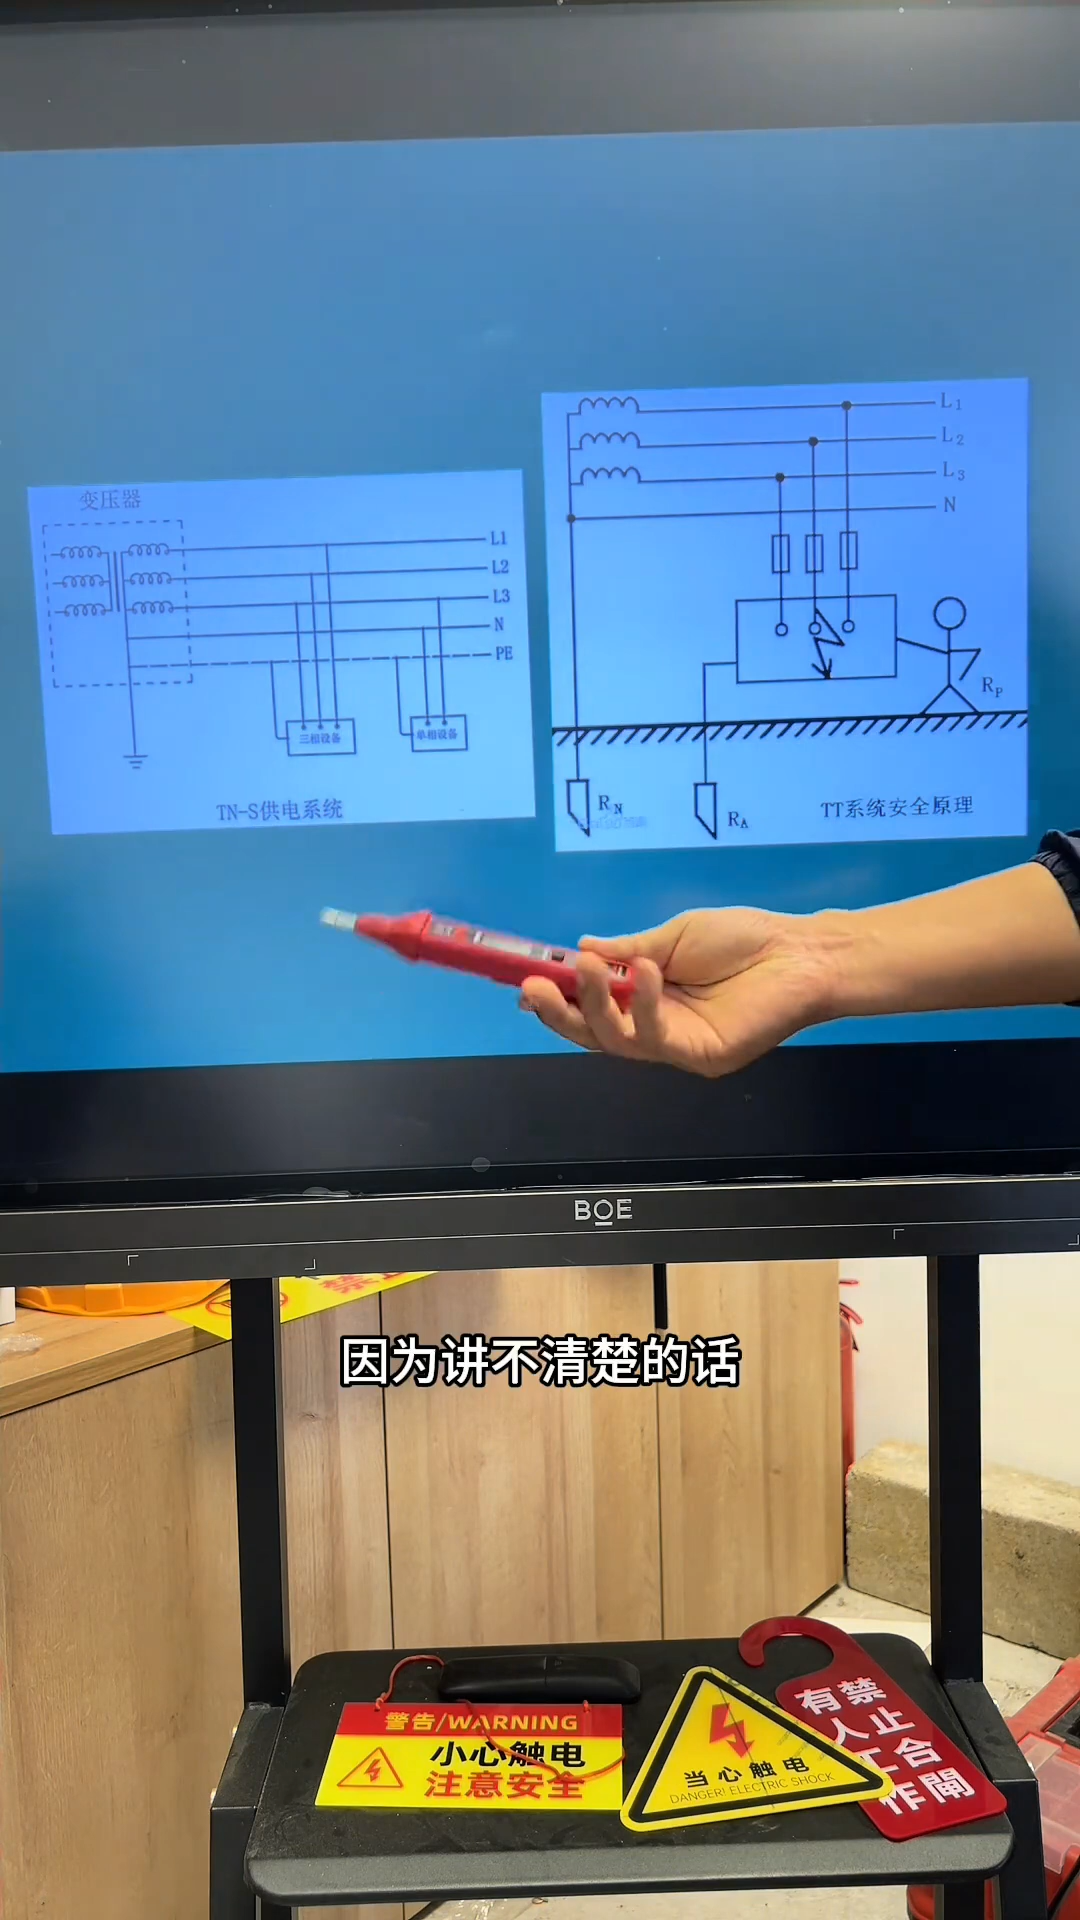 变压器
L1
L2
L3
N
PE
三相设备
单相设备
TN-S供电系统
L1
L2
L3
N
RP
RN
RA
TT系统安全原理
BOE
因为讲不清楚的话
警告/WARNING
小心触电
注意安全
当心触电
DANGER! ELECTRIC SHOCK
禁止合閘
有人工作